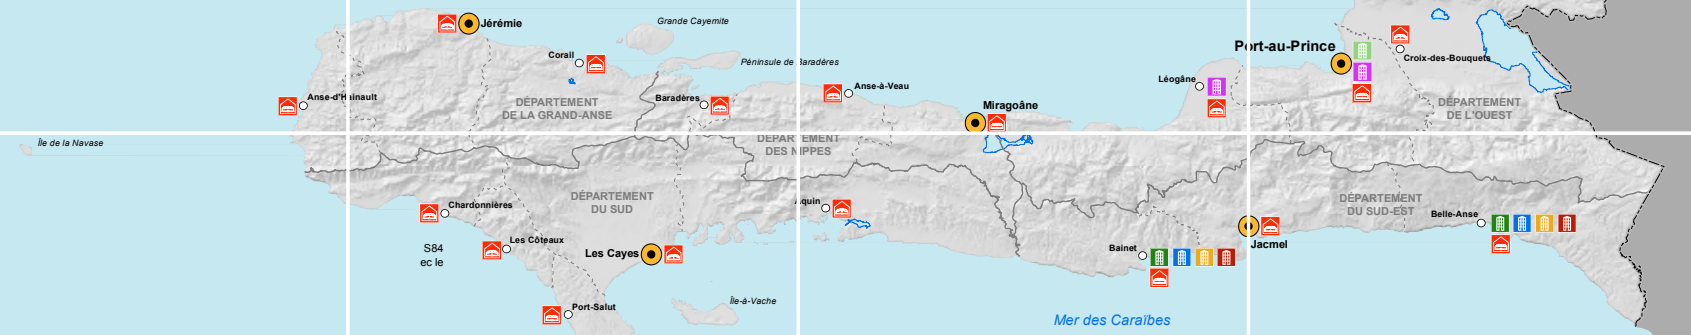 Grande Cayemite
Jérémie
Port-au-Prince
Corail
Croix-des-Bouquets
Péninsule de Baradères
Léogâne
Anse-à-Veau
Anse-d'Hainault
Baradères
DÉPARTEMENT
DE LA GRAND-ANSE
Miragoâne
DÉPARTEMENT
DE L'OUEST
Île de la Navase
DÉPARTEMENT
DES NIPPES
DÉPARTEMENT
DU SUD
DÉPARTEMENT
DU SUD-EST
Chardonnières
Aquin
Belle-Anse
Les Côteaux
S84
ec le
Les Cayes
Bainet
Jacmel
Île-à-Vache
Port-Salut
Mer des Caraïbes